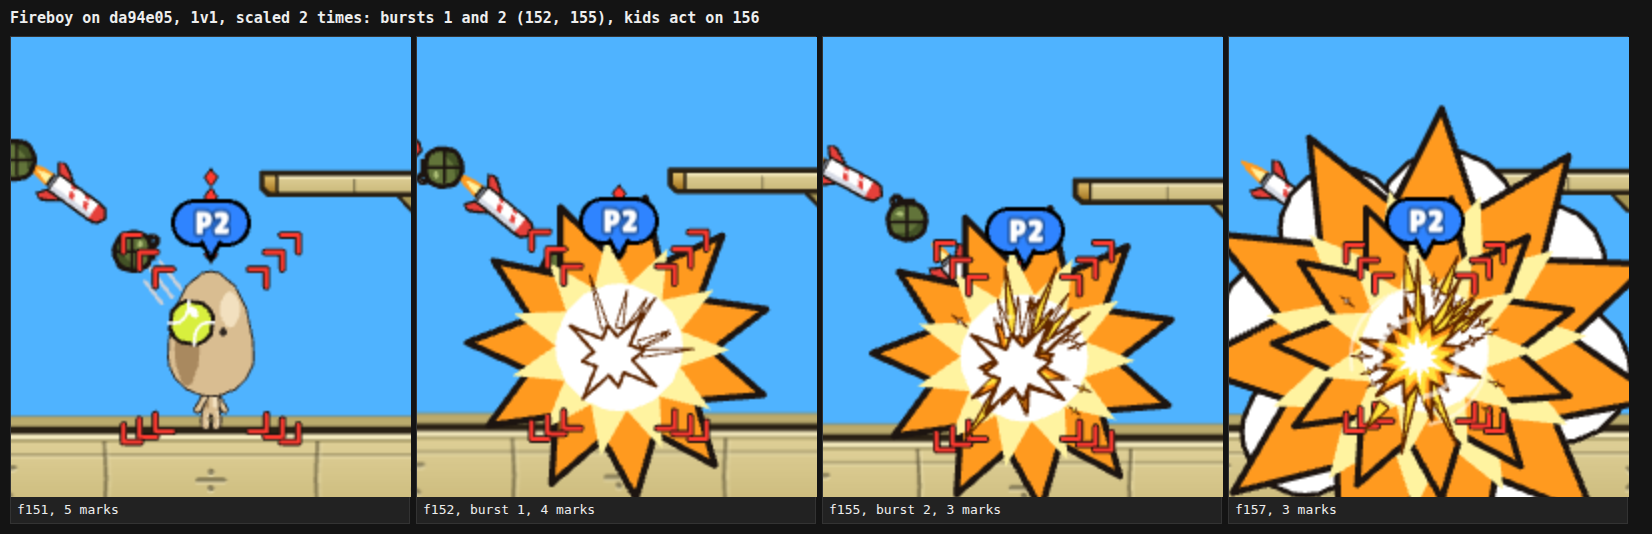 Fireboy on da94e05, 1v1, scaled 2 times: bursts 1 and 2 (152, 155), kids act on 156
P2
P2
P2
P2
f151, 5 marks
f152, burst 1, 4 marks
f155, burst 2, 3 marks
f157, 3 marks